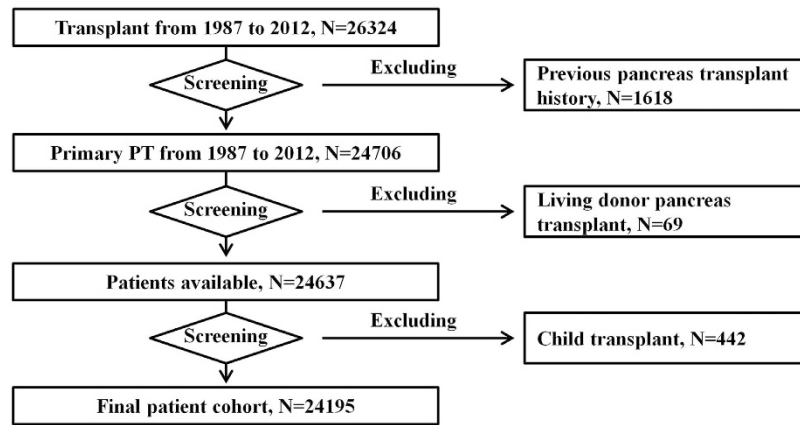 Transplant from 1987 to 2012, N=26324
Screening
Excluding
Previous pancreas transplant
history, N=1618
Primary PT from 1987 to 2012, N=24706
Screening
Excluding
Living donor pancreas
transplant, N=69
Patients available, N=24637
Screening
Excluding
Child transplant, N=442
Final patient cohort, N=24195